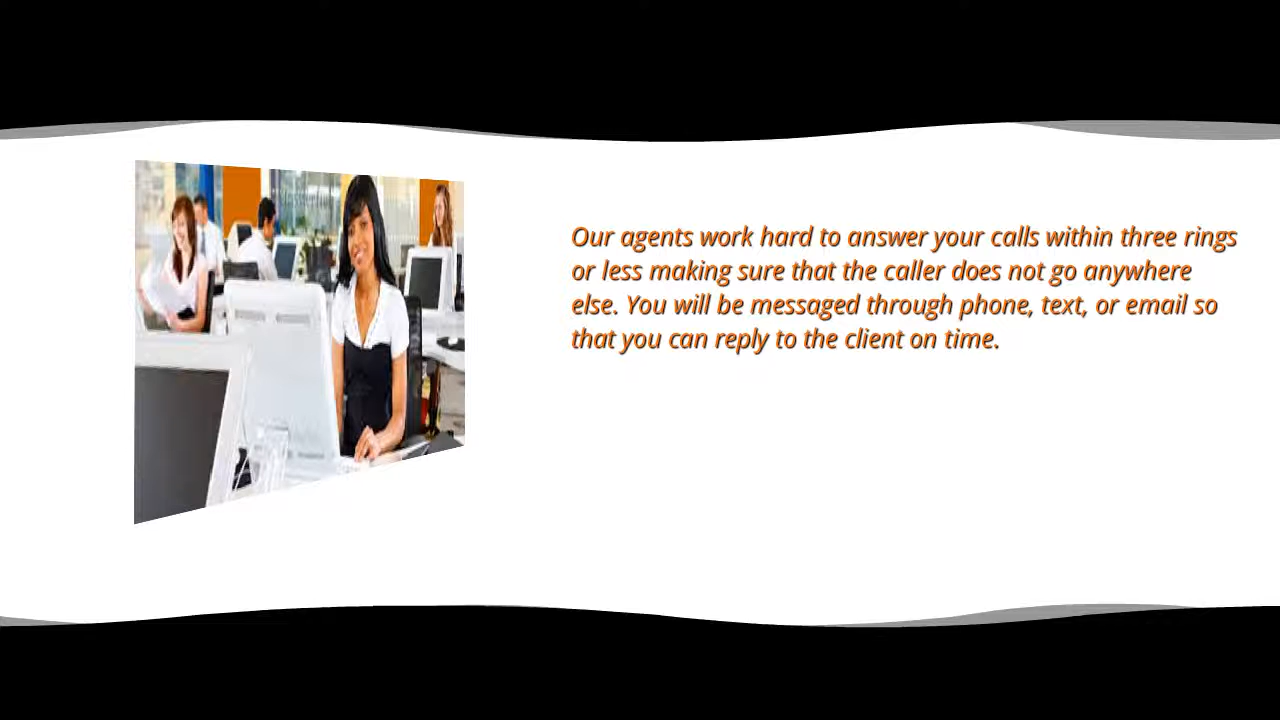 Our agents work hard to answer your calls within three rings
or less making sure that the caller does not go anywhere
else. You will be messaged through phone, text, or email so
that you can reply to the client on time.